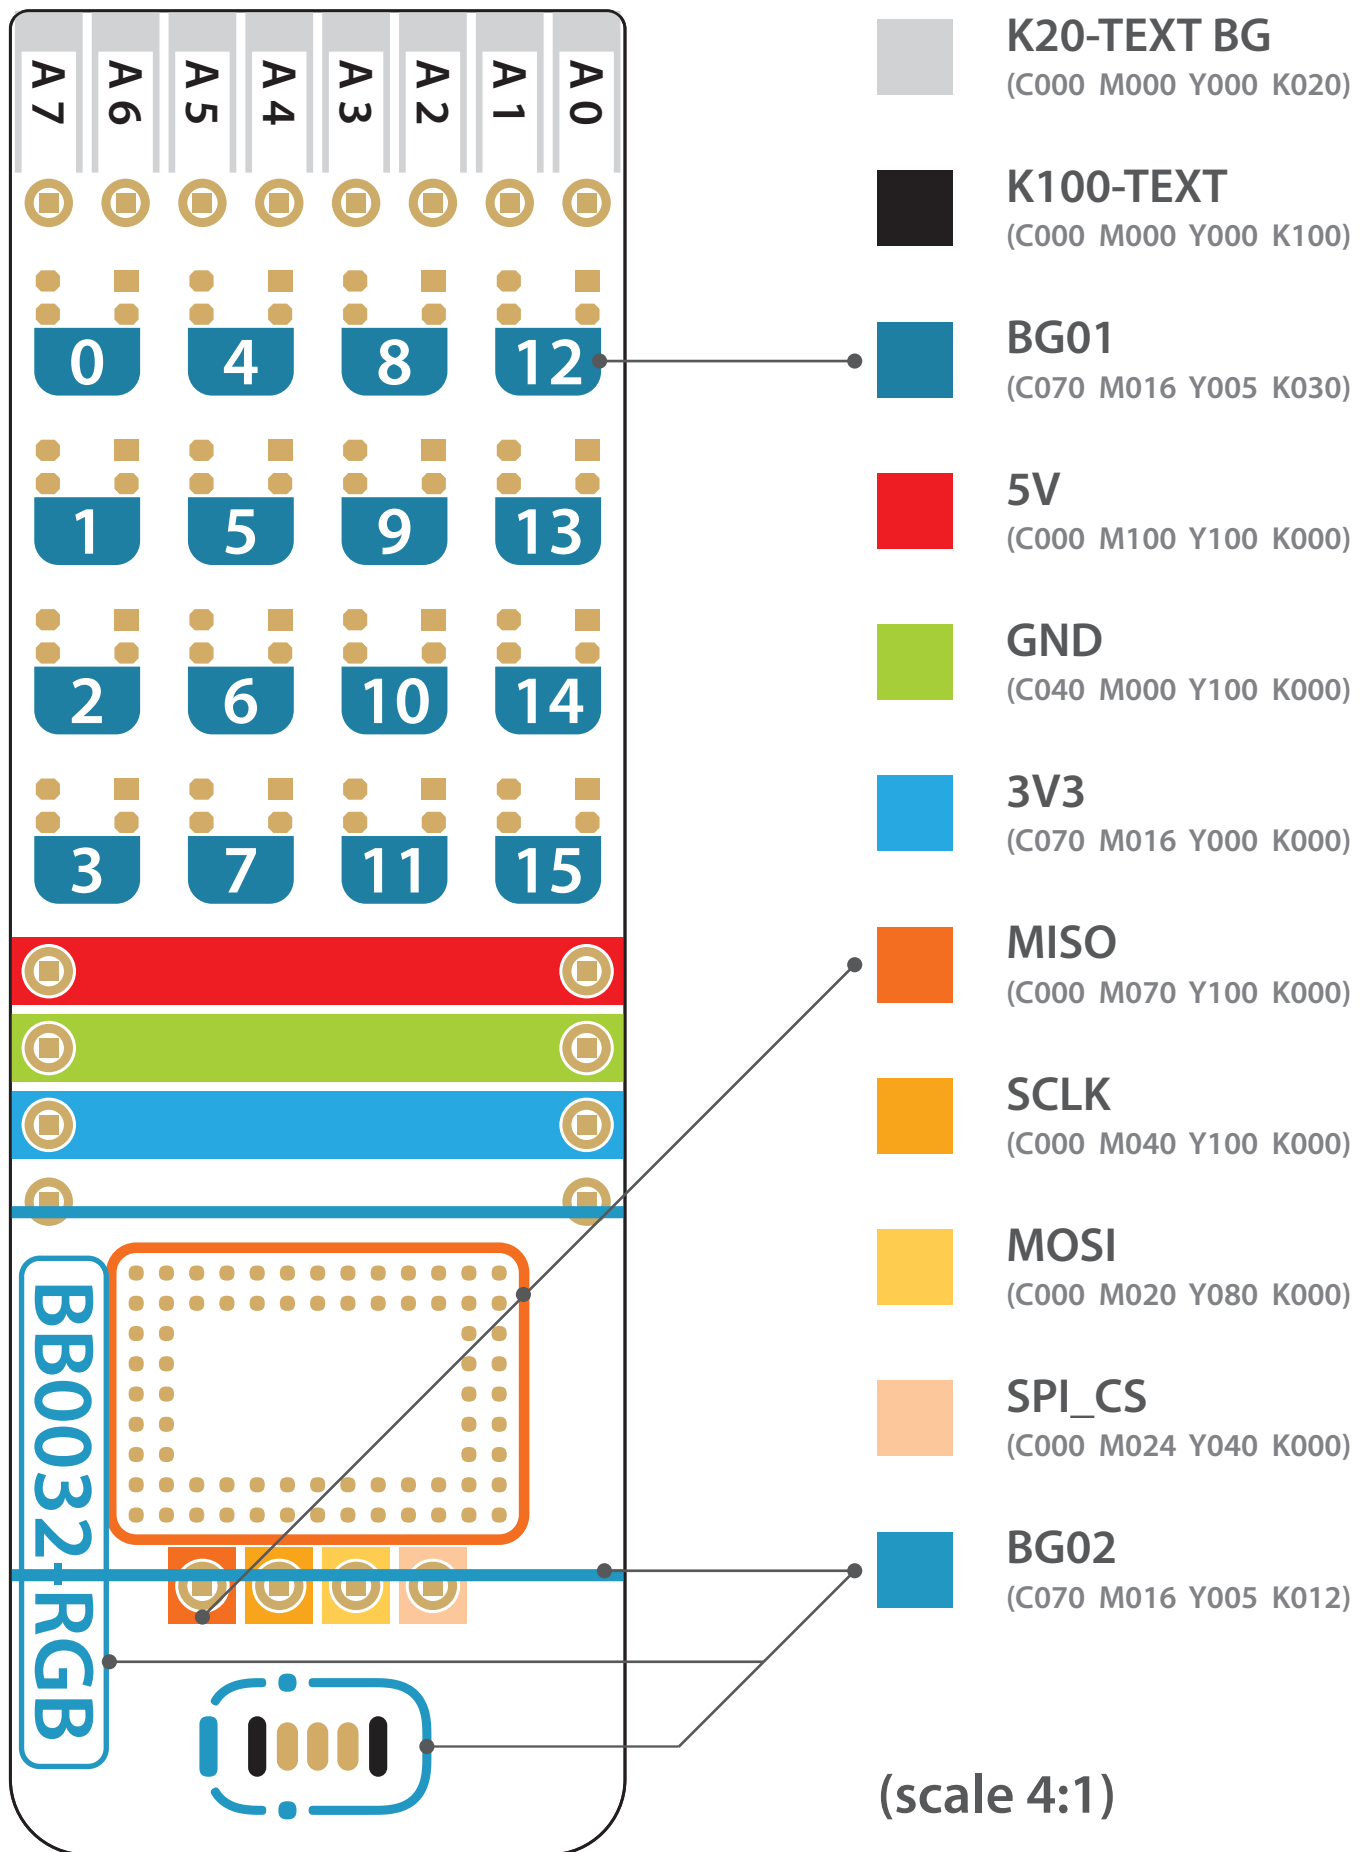 A7 A6 A5 A4 A3 A2 A1 A0
0 4 8 12
1 5 9 13
2 6 10 14
3 7 11 15
BB0032-RGB
K20-TEXT BG
(C000 M000 Y000 K020)
K100-TEXT
(C000 M000 Y000 K100)
BG01
(C070 M016 Y005 K030)
5V
(C000 M100 Y100 K000)
GND
(C040 M000 Y100 K000)
3V3
(C070 M016 Y000 K000)
MISO
(C000 M070 Y100 K000)
SCLK
(C000 M040 Y100 K000)
MOSI
(C000 M020 Y080 K000)
SPI_CS
(C000 M024 Y040 K000)
BG02
(C070 M016 Y005 K012)
(scale 4:1)